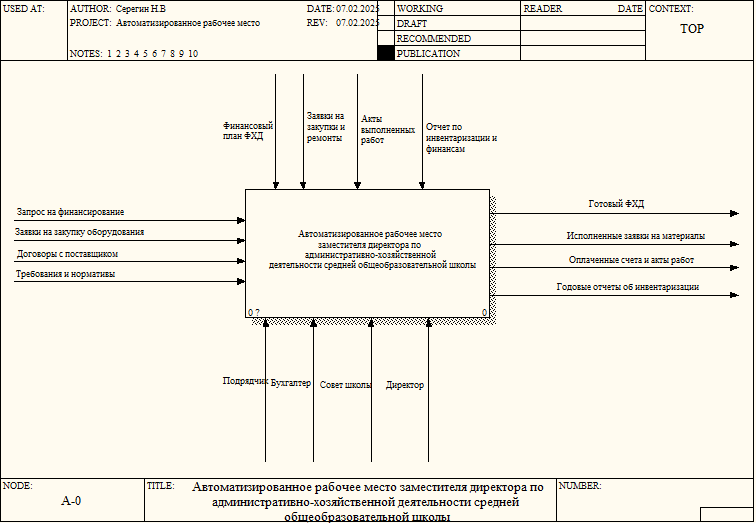 USED AT:
AUTHOR: Серегин Н.В
DATE: 07.02.2025
PROJECT: Автоматизированное рабочее место
REV: 07.02.2025
NOTES: 1 2 3 4 5 6 7 8 9 10
WORKING
DRAFT
RECOMMENDED
PUBLICATION
READER
DATE
CONTEXT:
TOP
Финансовый
план ФХД
Заявки на
закупки и
ремонты
Акты
выполненных
работ
Отчет по
инвентаризации и
финансам
Запрос на финансирование
Заявки на закупку оборудования
Договоры с поставщиком
Требования и нормативы
Автоматизированное рабочее место
заместителя директора по
административно-хозяйственной
деятельности средней общеобразовательной школы
0 ?
0
Готовый ФХД
Исполненные заявки на материалы
Оплаченные счета и акты работ
Годовые отчеты об инвентаризации
Подрядчик
Бухгалтер
Совет школы
Директор
NODE:
A-0
TITLE:
Автоматизированное рабочее место заместителя директора по
административно-хозяйственной деятельности средней
общеобразовательной школы
NUMBER: